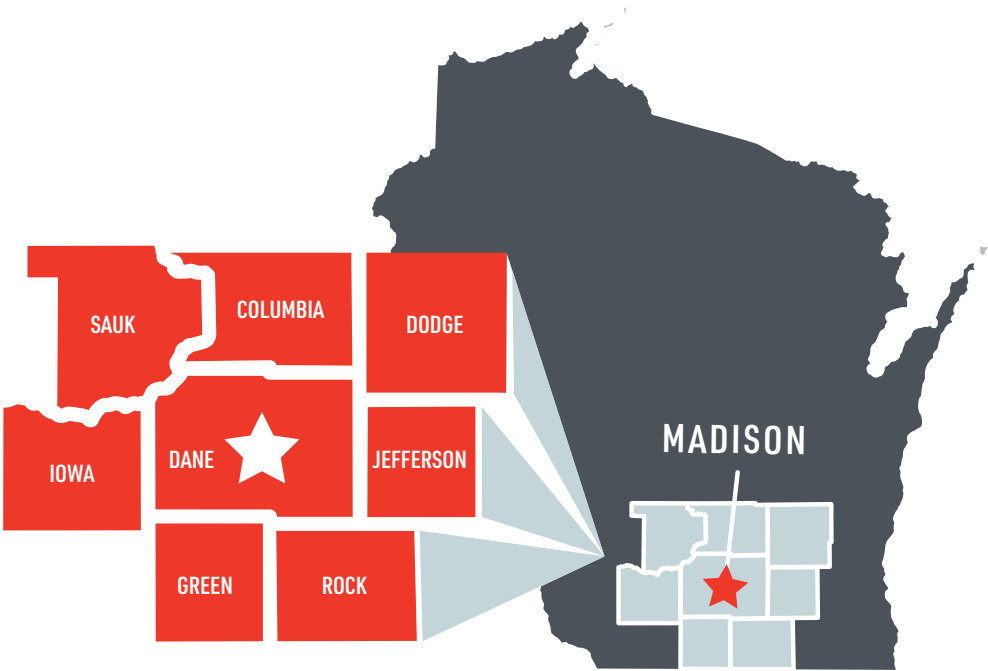 SAUK
COLUMBIA
DODGE
MADISON
IOWA
DANE
JEFFERSON
GREEN
ROCK